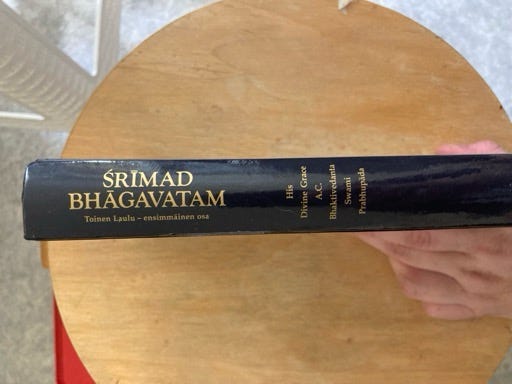 ŚRĪMAD
BHĀGAVATAM
Toinen Laulu – ensimmäinen osa
His
Divine Grace
A.C.
Bhaktivedanta
Swami
Prabhupāda